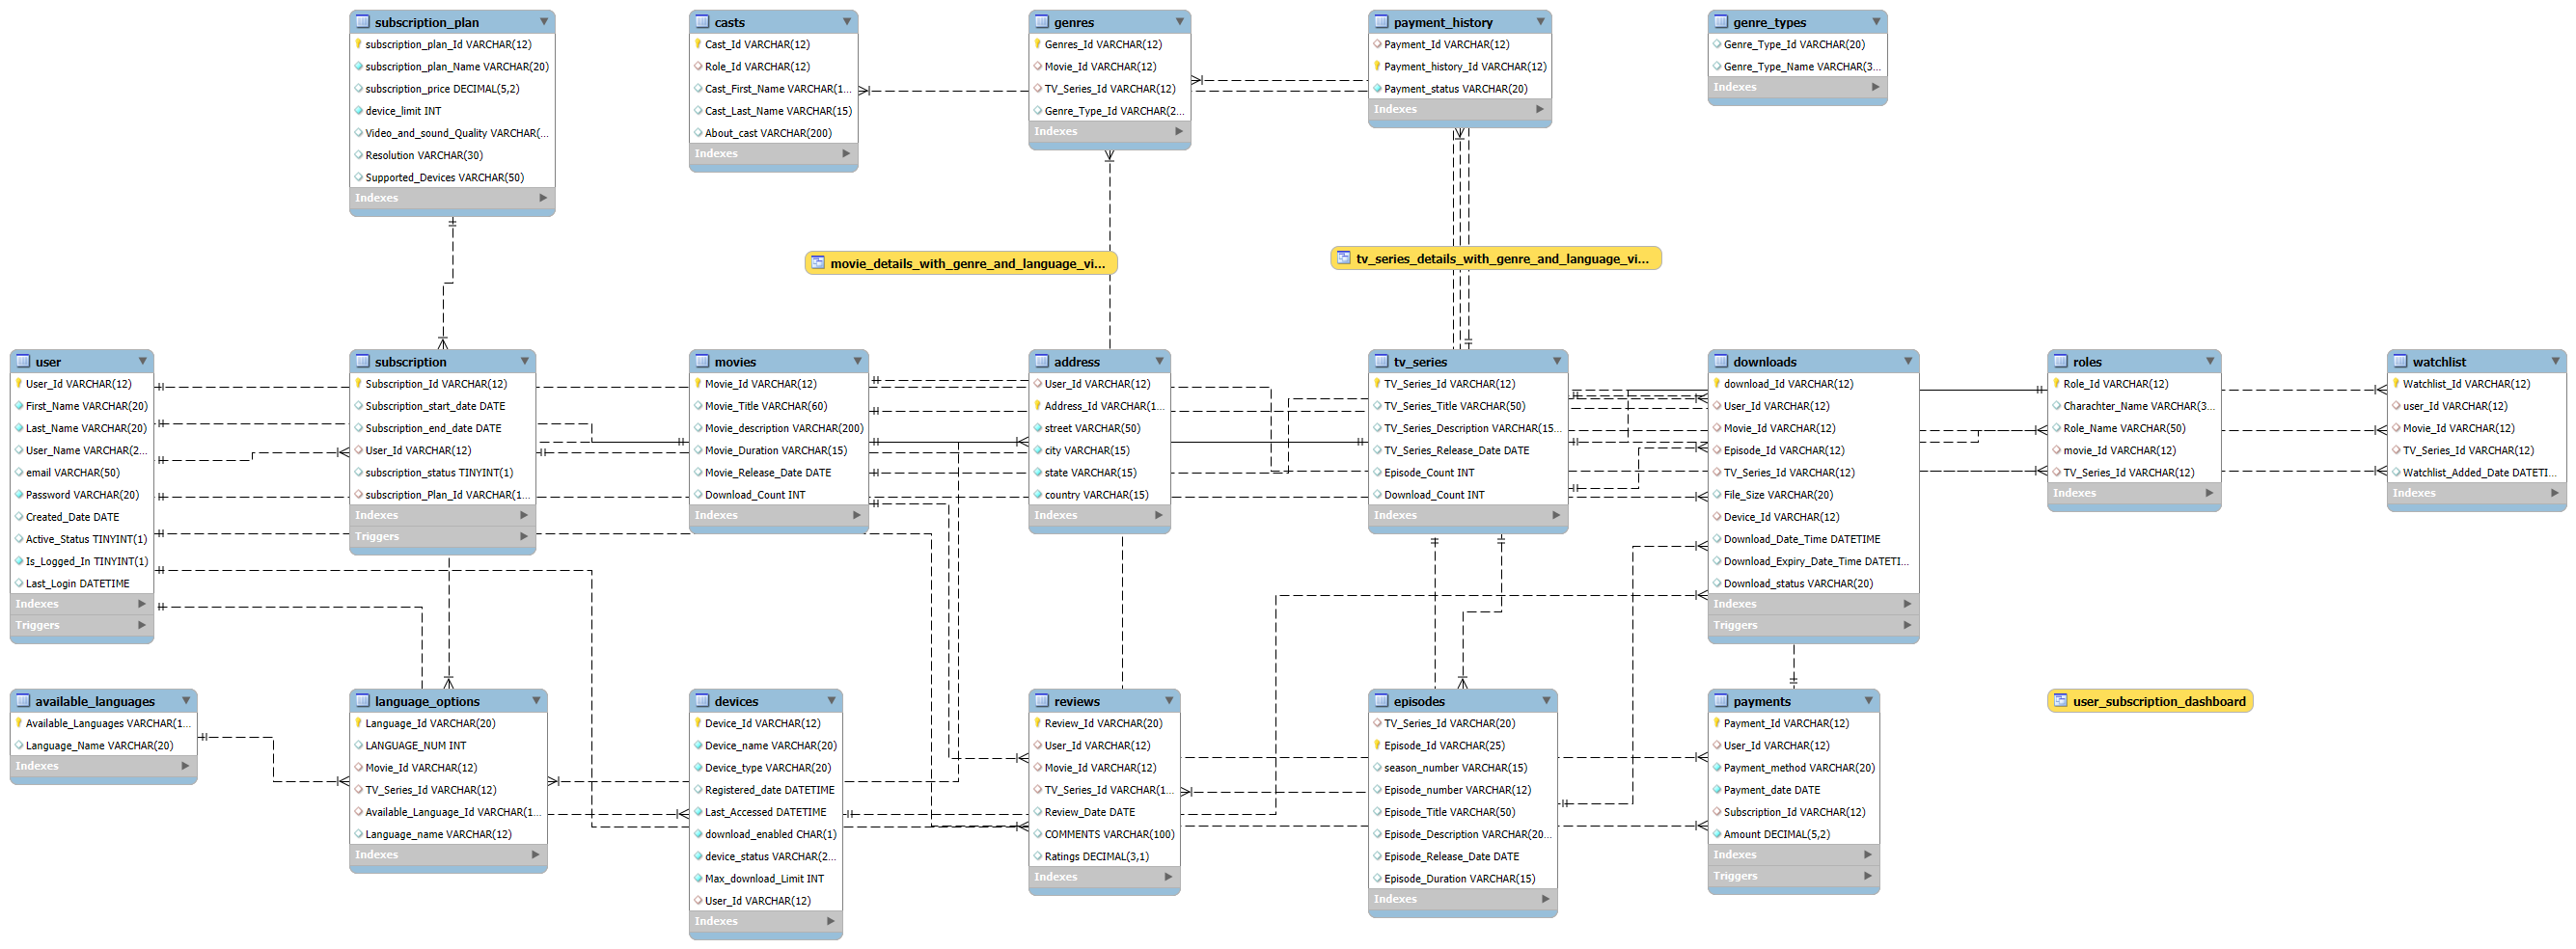 subscription_plan
subscription_plan_Id VARCHAR(12)
subscription_plan_Name VARCHAR(20)
subscription_price DECIMAL(5,2)
device_limit INT
Video_and_sound_Quality VARCHAR(...
Resolution VARCHAR(30)
Supported_Devices VARCHAR(50)
Indexes
casts
Cast_Id VARCHAR(12)
Role_Id VARCHAR(12)
Cast_First_Name VARCHAR(1...
Cast_Last_Name VARCHAR(15)
About_cast VARCHAR(200)
Indexes
genres
Genres_Id VARCHAR(12)
Movie_Id VARCHAR(12)
TV_Series_Id VARCHAR(12)
Genre_Type_Id VARCHAR(2...
Indexes
payment_history
Payment_Id VARCHAR(12)
Payment_history_Id VARCHAR(12)
Payment_status VARCHAR(20)
Indexes
genre_types
Genre_Type_Id VARCHAR(20)
Genre_Type_Name VARCHAR(3...
Indexes
movie_details_with_genre_and_language_vi...
tv_series_details_with_genre_and_language_vi...
user
User_Id VARCHAR(12)
First_Name VARCHAR(20)
Last_Name VARCHAR(20)
User_Name VARCHAR(2...
email VARCHAR(50)
Password VARCHAR(20)
Created_Date DATE
Active_Status TINYINT(1)
Is_Logged_In TINYINT(1)
Last_Login DATETIME
Indexes
Triggers
subscription
Subscription_Id VARCHAR(12)
Subscription_start_date DATE
Subscription_end_date DATE
User_Id VARCHAR(12)
subscription_status TINYINT(1)
subscription_Plan_Id VARCHAR(1...
Indexes
Triggers
movies
Movie_Id VARCHAR(12)
Movie_Title VARCHAR(60)
Movie_description VARCHAR(200)
Movie_Duration VARCHAR(15)
Movie_Release_Date DATE
Download_Count INT
Indexes
address
User_Id VARCHAR(12)
Address_Id VARCHAR(1...
street VARCHAR(50)
city VARCHAR(15)
state VARCHAR(15)
country VARCHAR(15)
Indexes
tv_series
TV_Series_Id VARCHAR(12)
TV_Series_Title VARCHAR(50)
TV_Series_Description VARCHAR(15...
TV_Series_Release_Date DATE
Episode_Count INT
Download_Count INT
Indexes
downloads
download_Id VARCHAR(12)
User_Id VARCHAR(12)
Movie_Id VARCHAR(12)
Episode_Id VARCHAR(12)
TV_Series_Id VARCHAR(12)
File_Size VARCHAR(20)
Device_Id VARCHAR(12)
Download_Date_Time DATETIME
Download_Expiry_Date_Time DATETI...
Download_status VARCHAR(20)
Indexes
Triggers
roles
Role_Id VARCHAR(12)
Charachter_Name VARCHAR(3...
Role_Name VARCHAR(50)
movie_Id VARCHAR(12)
TV_Series_Id VARCHAR(12)
Indexes
watchlist
Watchlist_Id VARCHAR(12)
user_Id VARCHAR(12)
Movie_Id VARCHAR(12)
TV_Series_Id VARCHAR(12)
Watchlist_Added_Date DATETI...
Indexes
available_languages
Available_Languages VARCHAR(1...
Language_Name VARCHAR(20)
Indexes
language_options
Language_Id VARCHAR(20)
LANGUAGE_NUM INT
Movie_Id VARCHAR(12)
TV_Series_Id VARCHAR(12)
Available_Language_Id VARCHAR(1...
Language_name VARCHAR(12)
Indexes
devices
Device_Id VARCHAR(12)
Device_name VARCHAR(20)
Device_type VARCHAR(20)
Registered_date DATETIME
Last_Accessed DATETIME
download_enabled CHAR(1)
device_status VARCHAR(2...
Max_download_Limit INT
User_Id VARCHAR(12)
Indexes
reviews
Review_Id VARCHAR(20)
User_Id VARCHAR(12)
Movie_Id VARCHAR(12)
TV_Series_Id VARCHAR(1...
Review_Date DATE
COMMENTS VARCHAR(100)
Ratings DECIMAL(3,1)
Indexes
episodes
TV_Series_Id VARCHAR(20)
Episode_Id VARCHAR(25)
season_number VARCHAR(15)
Episode_number VARCHAR(12)
Episode_Title VARCHAR(50)
Episode_Description VARCHAR(20...
Episode_Release_Date DATE
Episode_Duration VARCHAR(15)
Indexes
payments
Payment_Id VARCHAR(12)
User_Id VARCHAR(12)
Payment_method VARCHAR(20)
Payment_date DATE
Subscription_Id VARCHAR(12)
Amount DECIMAL(5,2)
Indexes
Triggers
user_subscription_dashboard